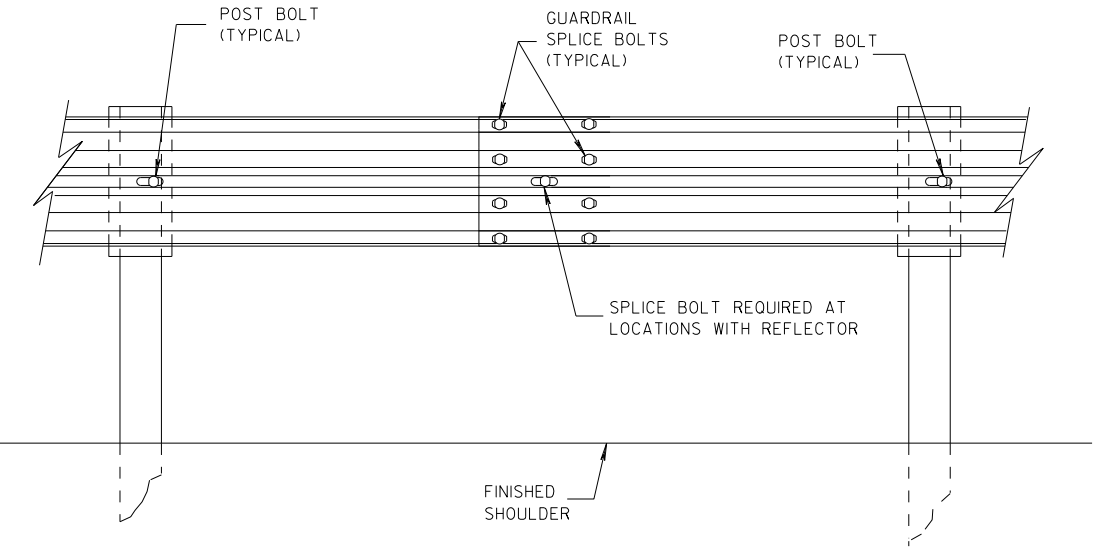 POST BOLT
(TYPICAL)
GUARDRAIL
SPLICE BOLTS
(TYPICAL)
POST BOLT
(TYPICAL)
SPLICE BOLT REQUIRED AT
LOCATIONS WITH REFLECTOR
FINISHED
SHOULDER